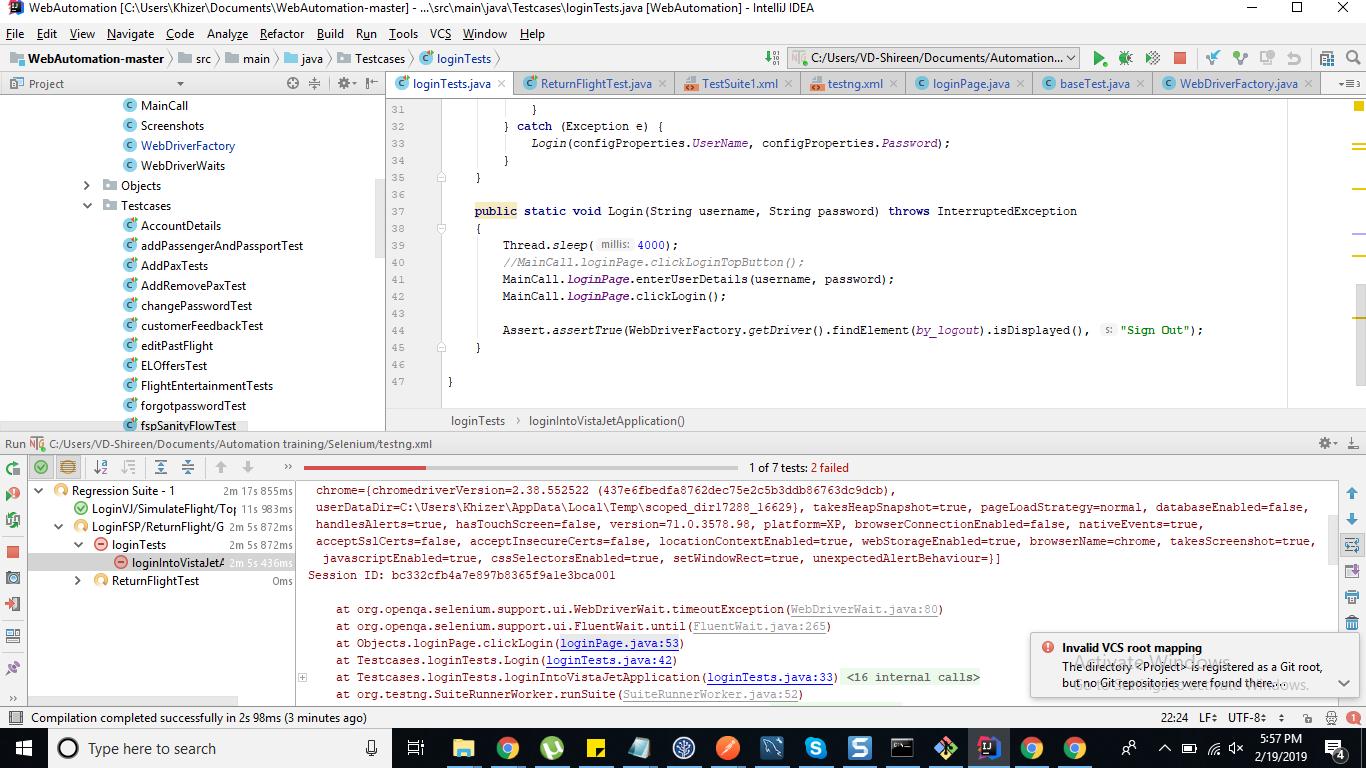 WebAutomation [C:\Users\Khizer\Documents\WebAutomation-master] - ...\src\main\java\Testcases\loginTests.java [WebAutomation] - IntelliJ IDEA
File Edit View Navigate Code Analyze Refactor Build Run Tools VCS Window Help
WebAutomation-master src main java Testcases loginTests C:/Users/VD-Shireen/Documents/Automation...
Project
loginTests.java ReturnFlightTest.java TestSuite1.xml testng.xml loginPage.java baseTest.java WebDriverFactory.java
MainCall
Screenshots
WebDriverFactory
WebDriverWaits
Objects
Testcases
AccountDetails
addPassengerAndPassportTest
AddPaxTests
AddRemovePaxTest
changePasswordTest
customerFeedbackTest
editPastFlight
ELOffersTest
FlightEntertainmentTests
forgotpasswordTest
fspSanityFlowTest
31 }
32 } catch (Exception e) {
33 Login(configProperties.UserName, configProperties.Password);
34 }
35 }
36
37 public static void Login(String username, String password) throws InterruptedException
38 {
39 Thread.sleep( millis: 4000);
40 //MainCall.loginPage.clickLoginTopButton();
41 MainCall.loginPage.enterUserDetails(username, password);
42 MainCall.loginPage.clickLogin();
43
44 Assert.assertTrue(WebDriverFactory.getDriver().findElement(by_logout).isDisplayed(), s: "Sign Out");
45 }
46
47 }
loginTests loginIntoVistaJetApplication()
Run C:/Users/VD-Shireen/Documents/Automation training/Selenium/testng.xml
1 of 7 tests: 2 failed
Regression Suite - 1 2m 17s 855ms
LoginVJ/SimulateFlight/Top 11s 983ms
LoginFSP/ReturnFlight/G 2m 5s 872ms
loginTests 2m 5s 872ms
loginIntoVistaJetA 2m 5s 436ms
ReturnFlightTest 0ms
chrome={chromedriverVersion=2.38.552522 (437e6fbedfa8762dec75e2c5b3ddb86763dc9dcb),
userDataDir=C:\Users\Khizer\AppData\Local\Temp\scoped_dir17288_16629}, takesHeapSnapshot=true, pageLoadStrategy=normal, databaseEnabled=false,
handlesAlerts=true, hasTouchScreen=false, version=71.0.3578.98, platform=XP, browserConnectionEnabled=false, nativeEvents=true,
acceptSslCerts=false, acceptInsecureCerts=false, locationContextEnabled=true, webStorageEnabled=true, browserName=chrome, takesScreenshot=true,
javascriptEnabled=true, cssSelectorsEnabled=true, setWindowRect=true, unexpectedAlertBehaviour=}]
Session ID: bc332cfb4a7e897b8365f9a1e3bca001
at org.openqa.selenium.support.ui.WebDriverWait.timeoutException(WebDriverWait.java:80)
at org.openqa.selenium.support.ui.FluentWait.until(FluentWait.java:265)
at Objects.loginPage.clickLogin(loginPage.java:53)
at Testcases.loginTests.Login(loginTests.java:42)
at Testcases.loginTests.loginIntoVistaJetApplication(loginTests.java:33) <16 internal calls>
at org.testng.SuiteRunnerWorker.runSuite(SuiteRunnerWorker.java:52)
Invalid VCS root mapping
The directory <Project> is registered as a Git root,
but no Git repositories were found there....
Activate Windows
Go to Settings to activate Windows.
Compilation completed successfully in 2s 98ms (3 minutes ago) 22:24 LF÷ UTF-8÷ 1
Type here to search
5:57 PM
2/19/2019
4